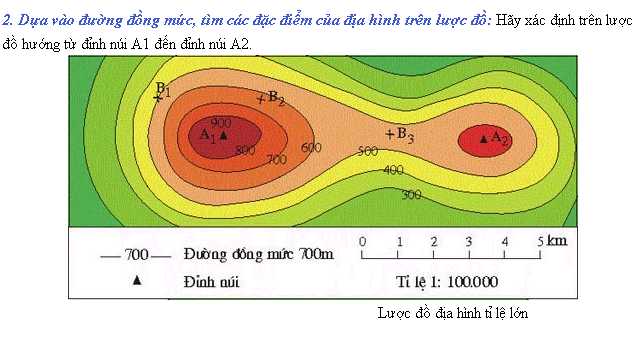 2. Dựa vào đường đồng mức, tìm các đặc điểm của địa hình trên lược đồ: Hãy xác định trên lược
đồ hướng từ đỉnh núi A1 đến đỉnh núi A2.
B1
B2
900
A1
800
700
600
500
B3
A2
400
300
700 Đường đồng mức 700m
Đỉnh núi
0 1 2 3 4 5 km
Tỉ lệ 1: 100.000
Lược đồ địa hình tỉ lệ lớn